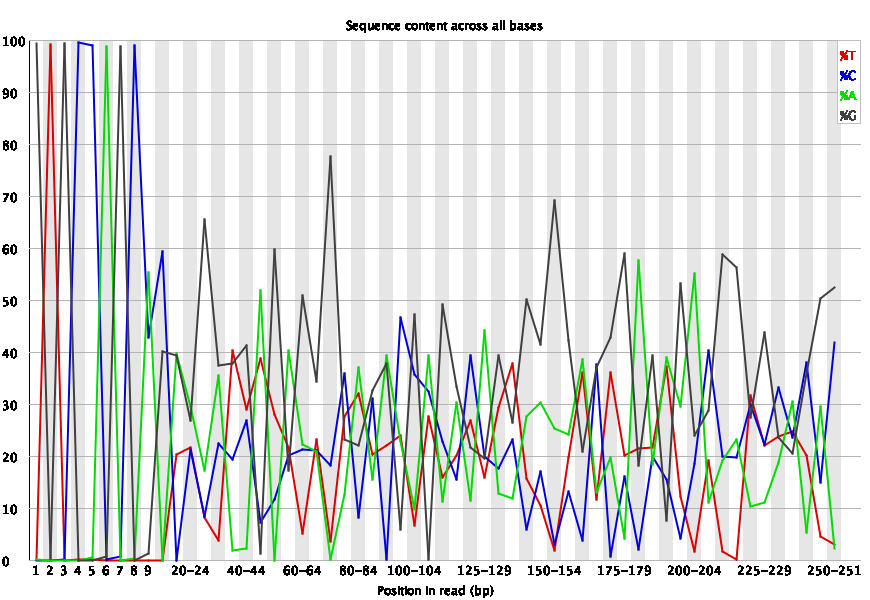 Sequence content across all bases
%T
%C
%A
%G
100
90
80
70
60
50
40
30
20
10
0
1 2 3 4 5 6 7 8 9 20-24 40-44 60-64 80-84 100-104 125-129 150-154 175-179 200-204 225-229 250-251
Position in read (bp)